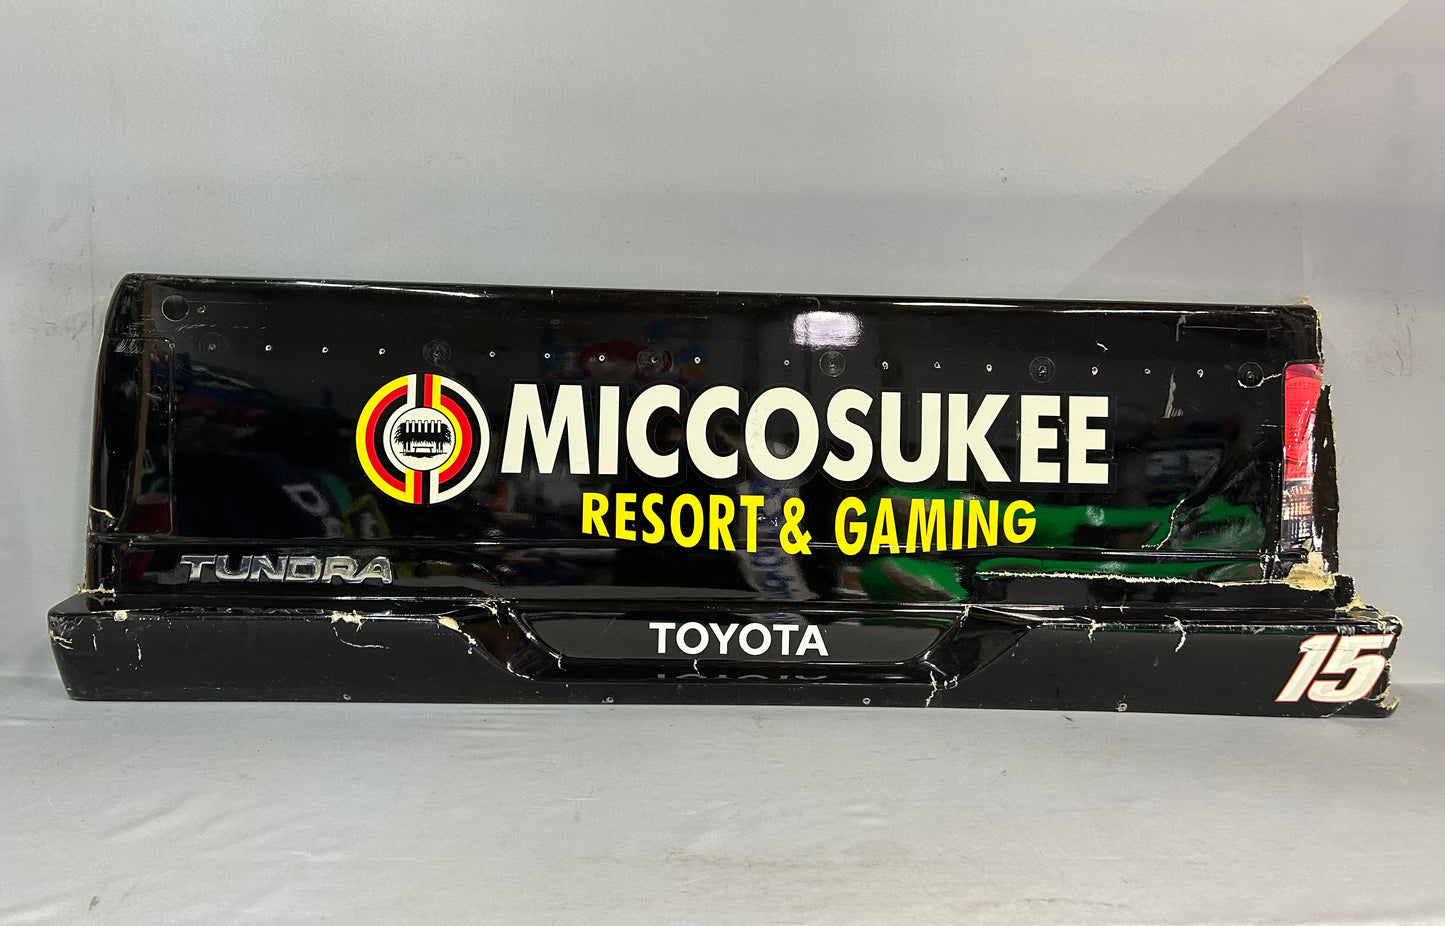 MICCOSUKEE
RESORT & GAMING
TUNDRA
TOYOTA
15